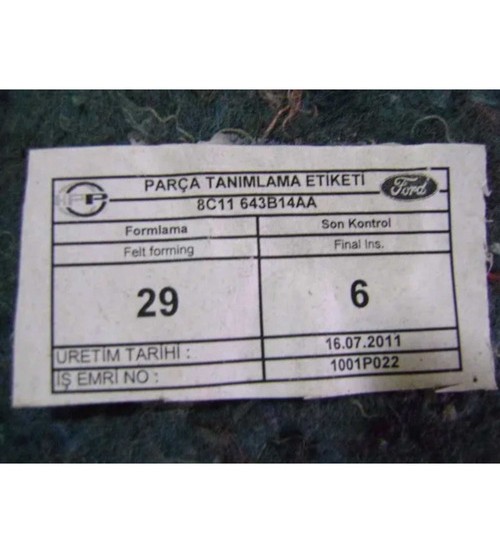 PARÇA TANIMLAMA ETİKETİ
Ford
8C11 643B14AA
Formlama
Son Kontrol
Felt forming
Final Ins.
29
6
ÜRETİM TARİHİ :
16.07.2011
İŞ EMRİ NO :
1001P022